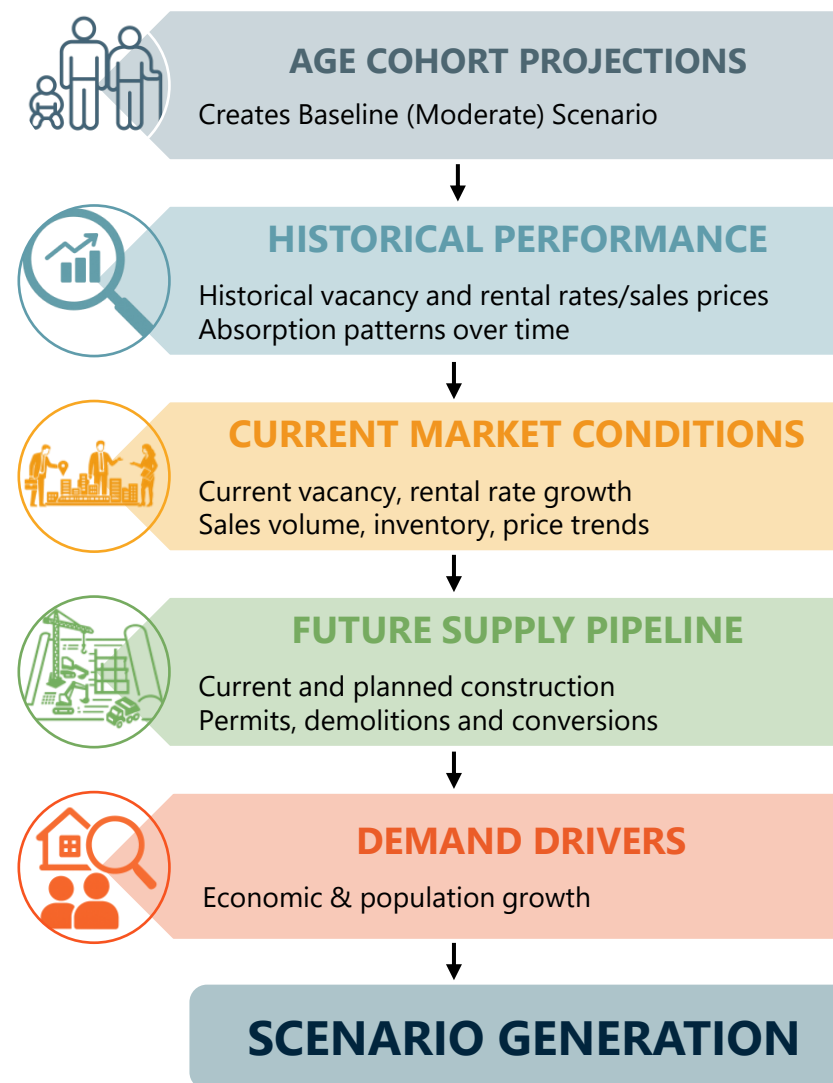 AGE COHORT PROJECTIONS
Creates Baseline (Moderate) Scenario
HISTORICAL PERFORMANCE
Historical vacancy and rental rates/sales prices
Absorption patterns over time
CURRENT MARKET CONDITIONS
Current vacancy, rental rate growth
Sales volume, inventory, price trends
FUTURE SUPPLY PIPELINE
Current and planned construction
Permits, demolitions and conversions
DEMAND DRIVERS
Economic & population growth
SCENARIO GENERATION